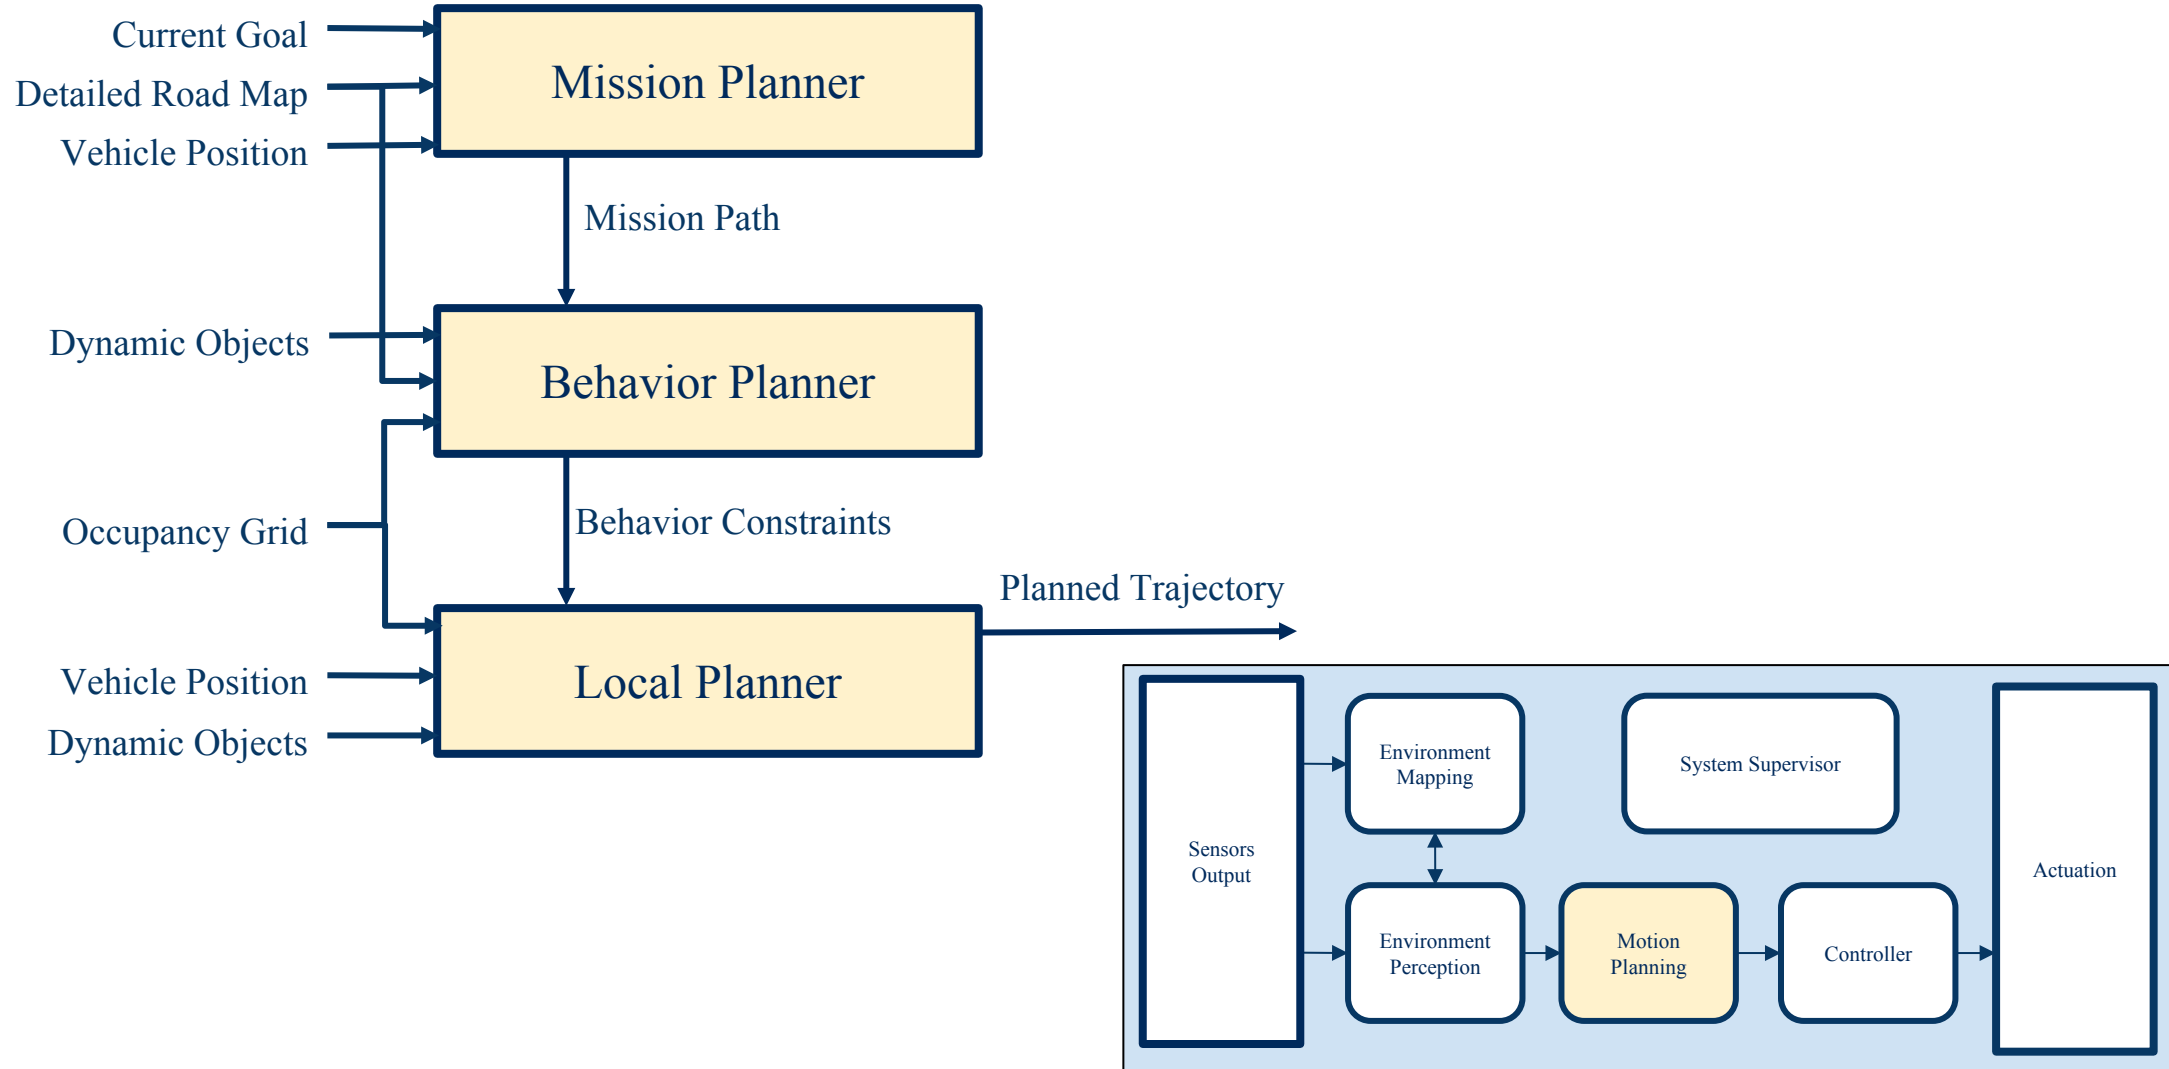 Current Goal
Detailed Road Map
Vehicle Position
Mission Planner
Mission Path
Dynamic Objects
Behavior Planner
Occupancy Grid
Behavior Constraints
Planned Trajectory
Vehicle Position
Dynamic Objects
Local Planner
Sensors
Output
Environment
Mapping
System Supervisor
Environment
Perception
Motion
Planning
Controller
Actuation